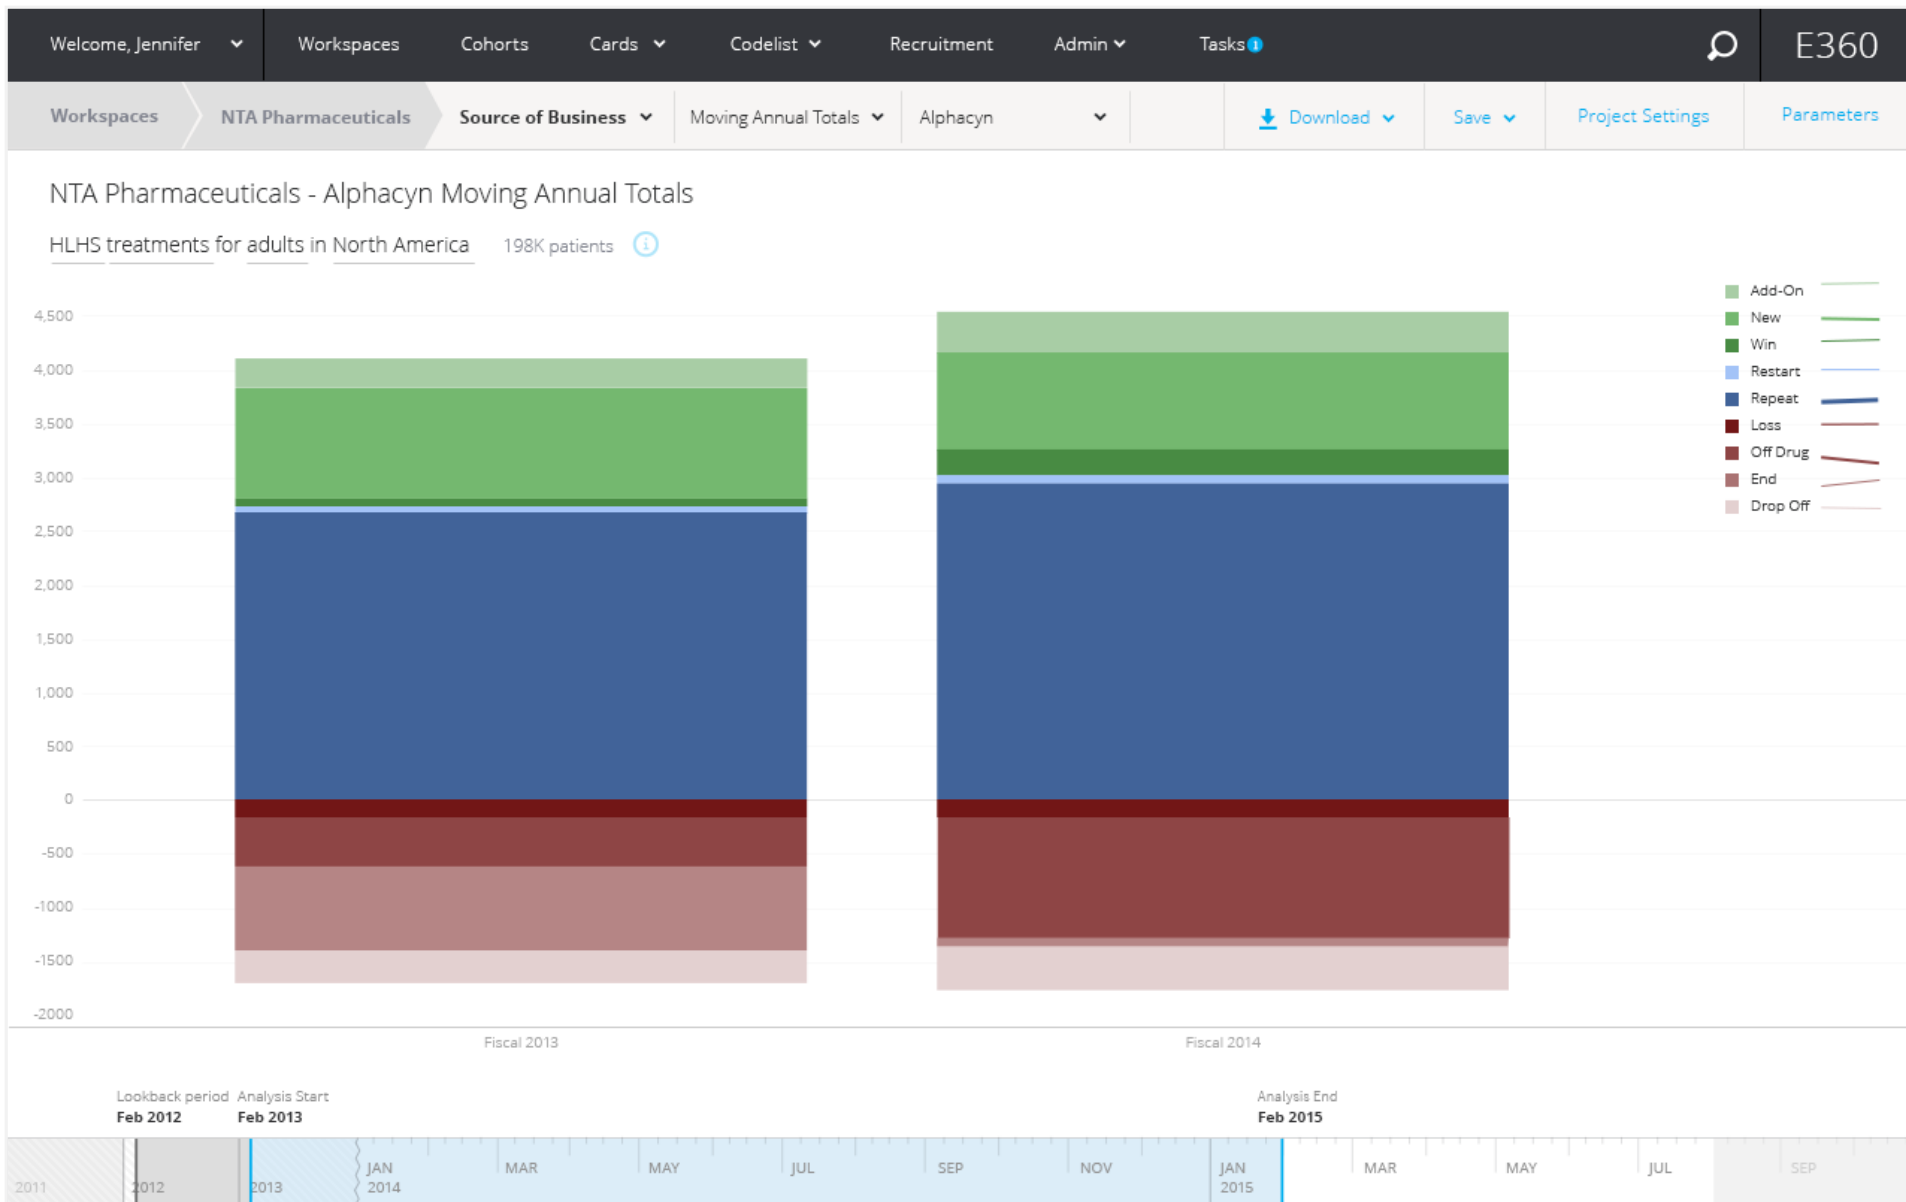 Welcome, Jennifer Workspaces Cohorts Cards Codelist Recruitment Admin Tasks i E360
Workspaces NTA Pharmaceuticals Source of Business Moving Annual Totals Alphacyn Download Save Project Settings Parameters
NTA Pharmaceuticals - Alphacyn Moving Annual Totals
HLHS treatments for adults in North America 198K patients i
Add-On
New
Win
Restart
Repeat
Loss
Off Drug
End
Drop Off
4,500
4,000
3,500
3,000
2,500
2,000
1,500
1,000
500
0
-500
-1000
-1500
-2000
Fiscal 2013 Fiscal 2014
Lookback period Analysis Start Analysis End
Feb 2012 Feb 2013 Feb 2015
JAN MAR MAY JUL SEP NOV JAN MAR MAY JUL SEP
2011 2012 2013 2014 2015